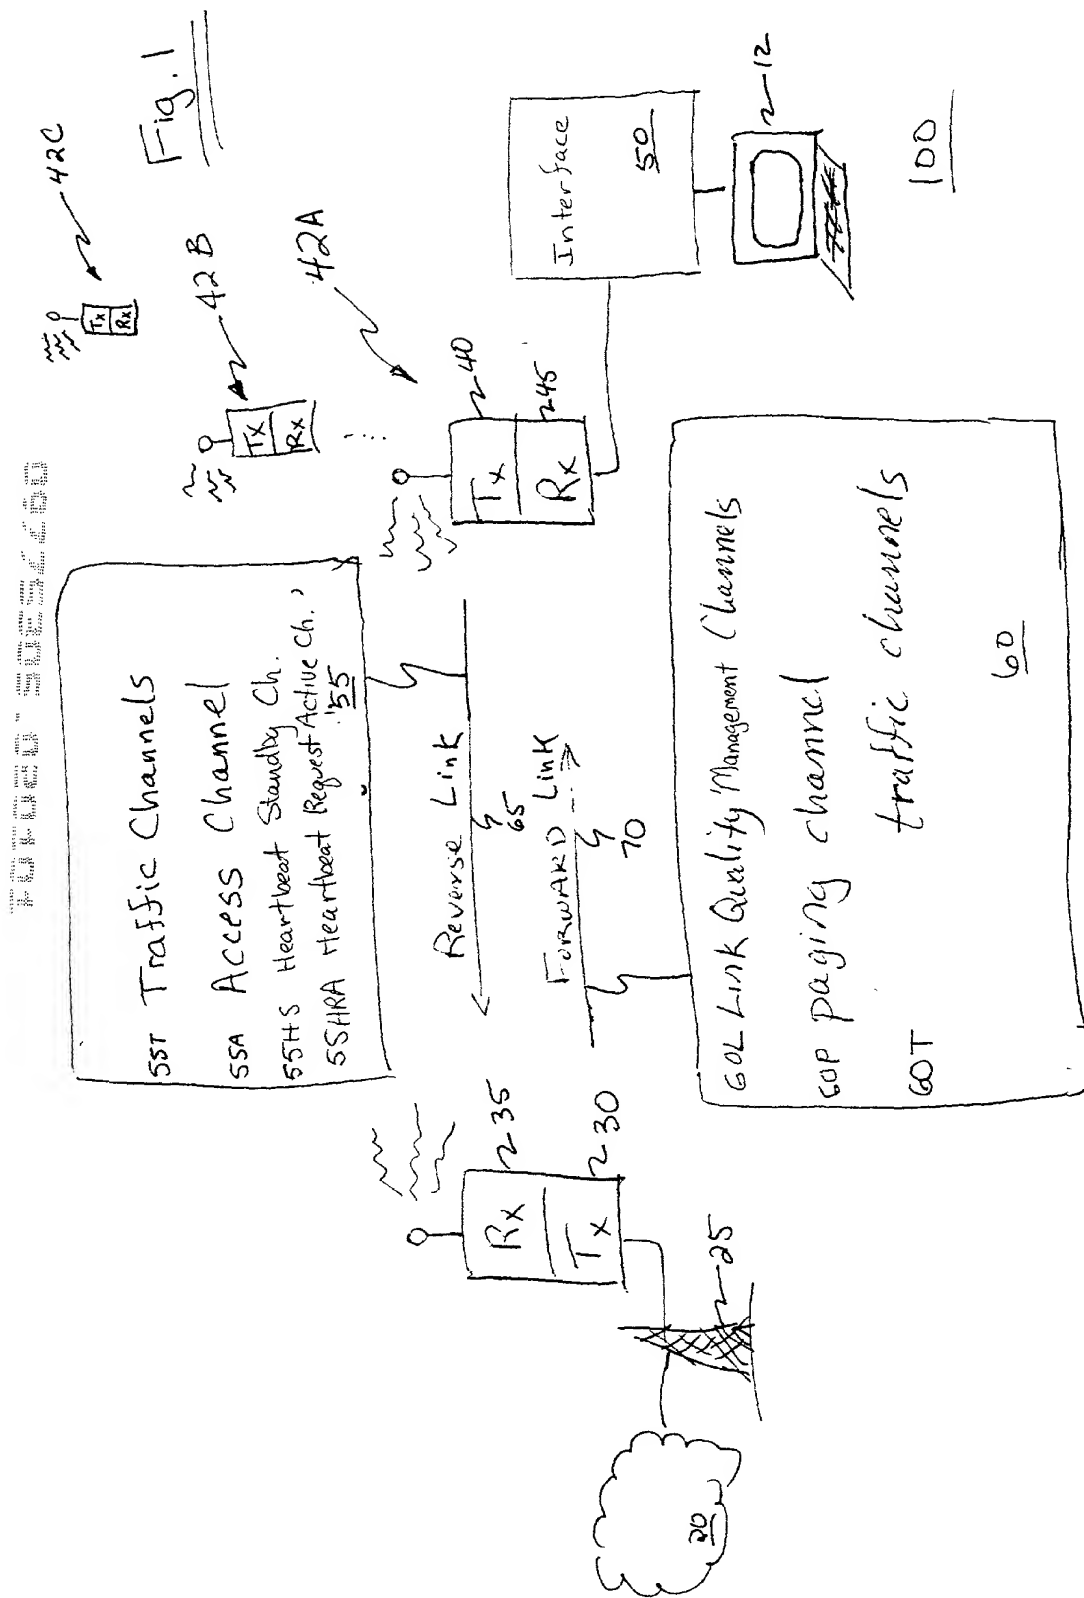 Fig. 1
42C
Tx
Rx
42B
Tx
Rx
42A
55T Traffic Channels
55A Access Channel
55HS Heartbeat Standby Ch.
55HRA Heartbeat Request Active Ch.
55
Reverse Link
65
FORWARD Link
70
Rx
35
Tx
30
25
20
Tx
40
Rx
45
Interface
50
12
100
60L Link Quality Management Channels
60P paging channel
60T traffic channels
60